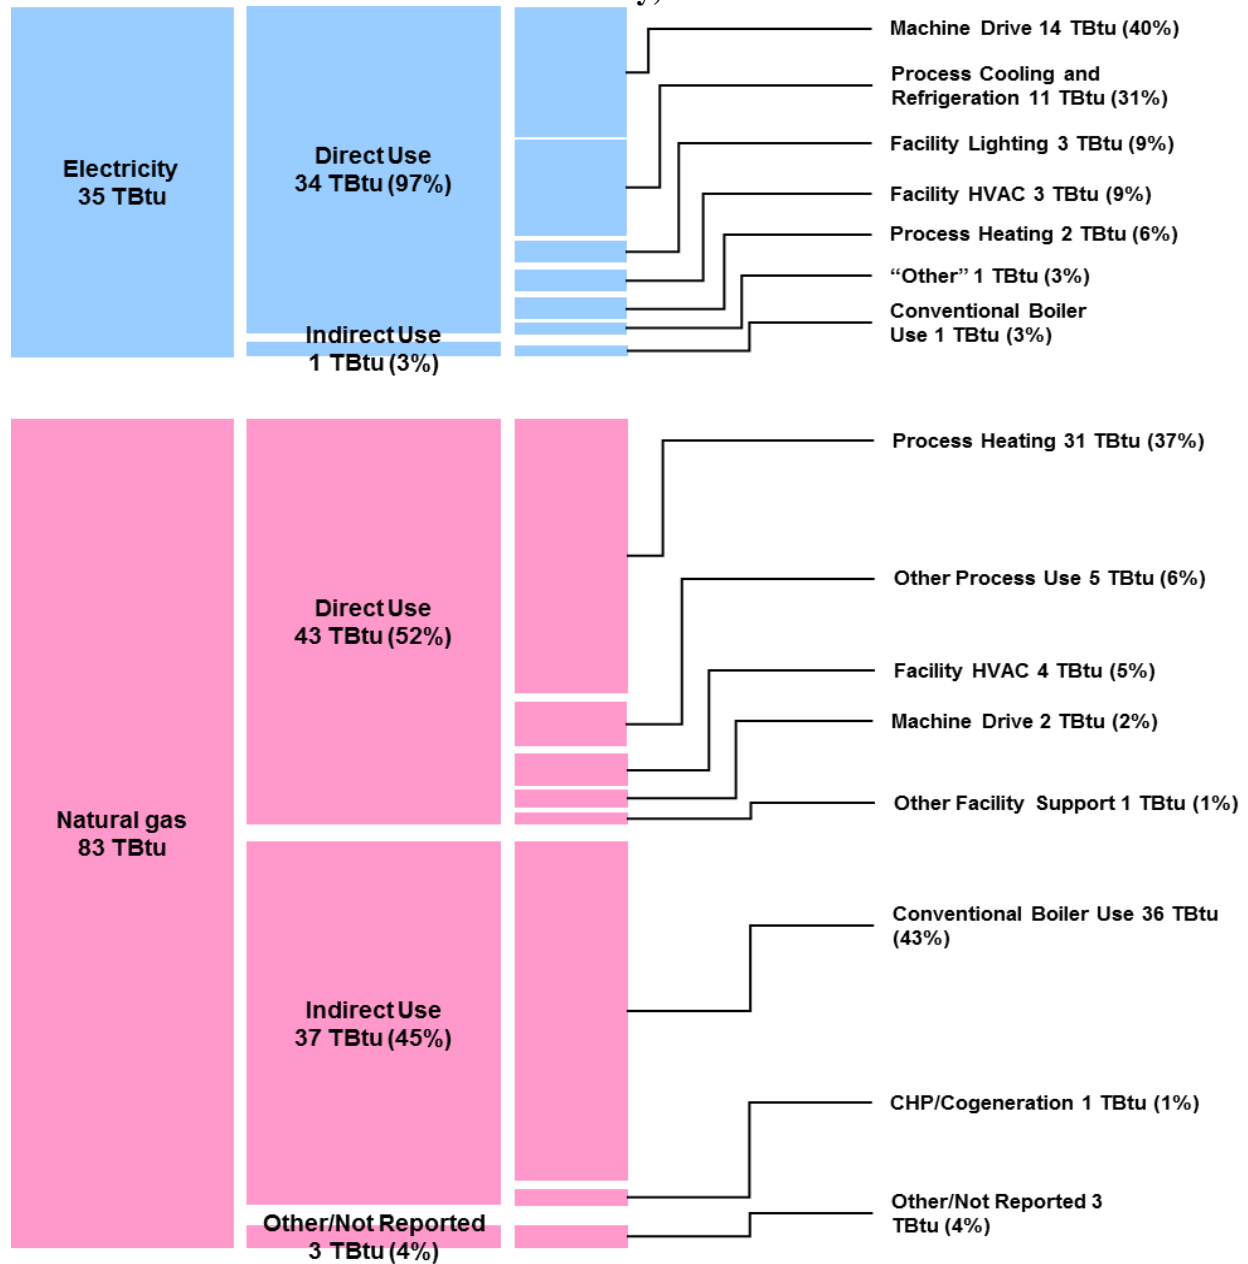 Electricity
35 TBtu
Direct Use
34 TBtu (97%)
Indirect Use
1 TBtu (3%)
Machine Drive 14 TBtu (40%)
Process Cooling and
Refrigeration 11 TBtu (31%)
Facility Lighting 3 TBtu (9%)
Facility HVAC 3 TBtu (9%)
Process Heating 2 TBtu (6%)
“Other” 1 TBtu (3%)
Conventional Boiler
Use 1 TBtu (3%)
Natural gas
83 TBtu
Direct Use
43 TBtu (52%)
Indirect Use
37 TBtu (45%)
Other/Not Reported
3 TBtu (4%)
Process Heating 31 TBtu (37%)
Other Process Use 5 TBtu (6%)
Facility HVAC 4 TBtu (5%)
Machine Drive 2 TBtu (2%)
Other Facility Support 1 TBtu (1%)
Conventional Boiler Use 36 TBtu
(43%)
CHP/Cogeneration 1 TBtu (1%)
Other/Not Reported 3
TBtu (4%)